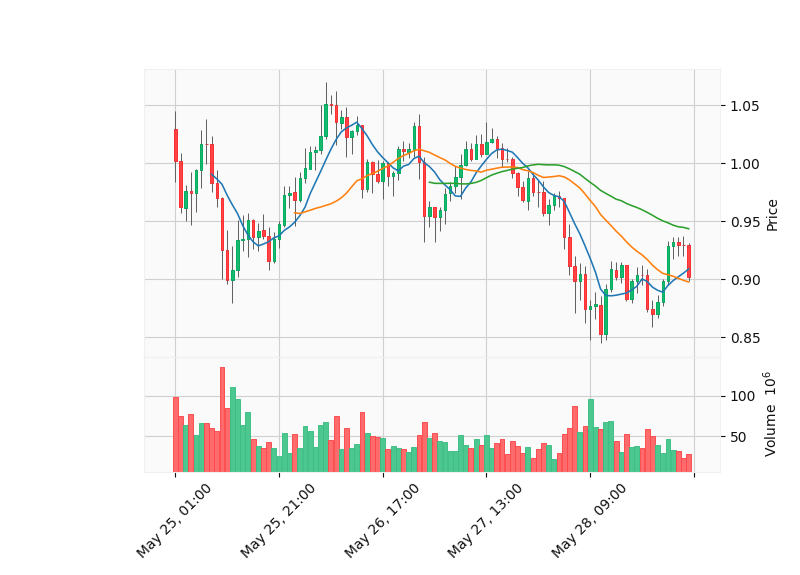 1.05
1.00
0.95
0.90
0.85
Price
100
50
Volume 10^6
May 25, 01:00
May 25, 21:00
May 26, 17:00
May 27, 13:00
May 28, 09:00